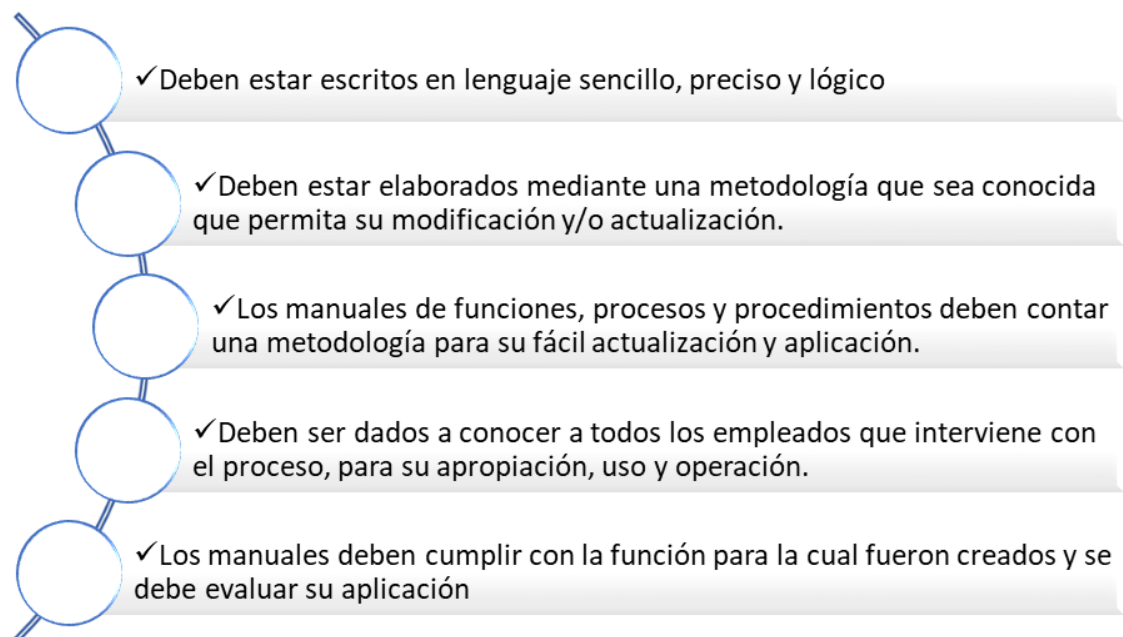 ✓Deben estar escritos en lenguaje sencillo, preciso y lógico
✓Deben estar elaborados mediante una metodología que sea conocida
que permita su modificación y/o actualización.
✓Los manuales de funciones, procesos y procedimientos deben contar
una metodología para su fácil actualización y aplicación.
✓Deben ser dados a conocer a todos los empleados que interviene con
el proceso, para su apropiación, uso y operación.
✓Los manuales deben cumplir con la función para la cual fueron creados y se
debe evaluar su aplicación